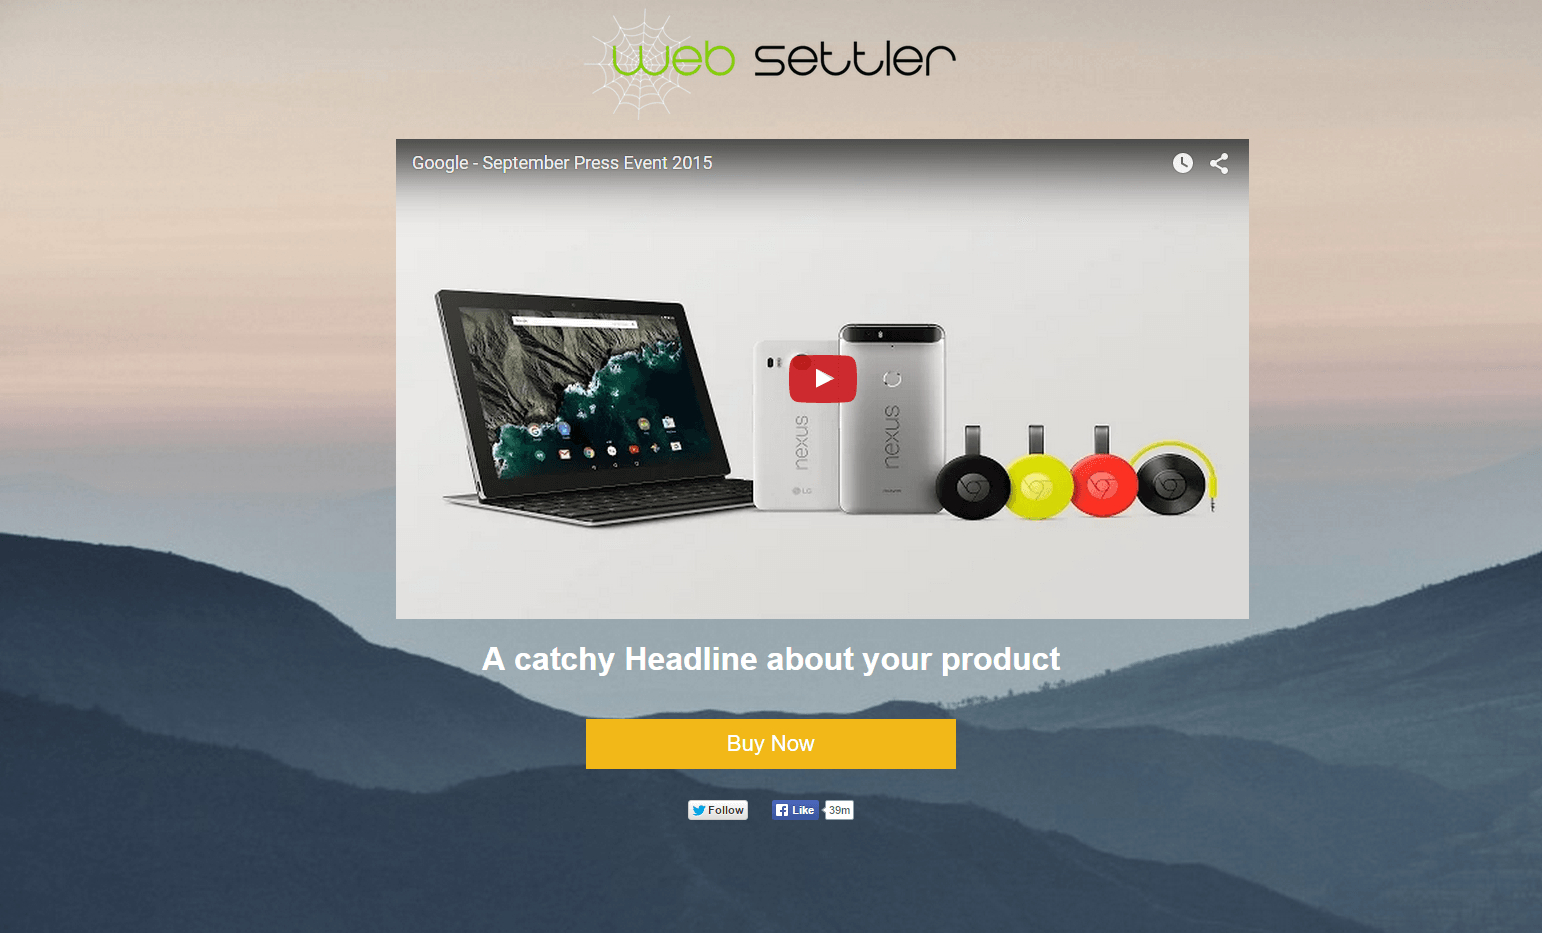 web settler
Google - September Press Event 2015
nexus
nexus
LG
A catchy Headline about your product
Buy Now
Follow
Like
39m